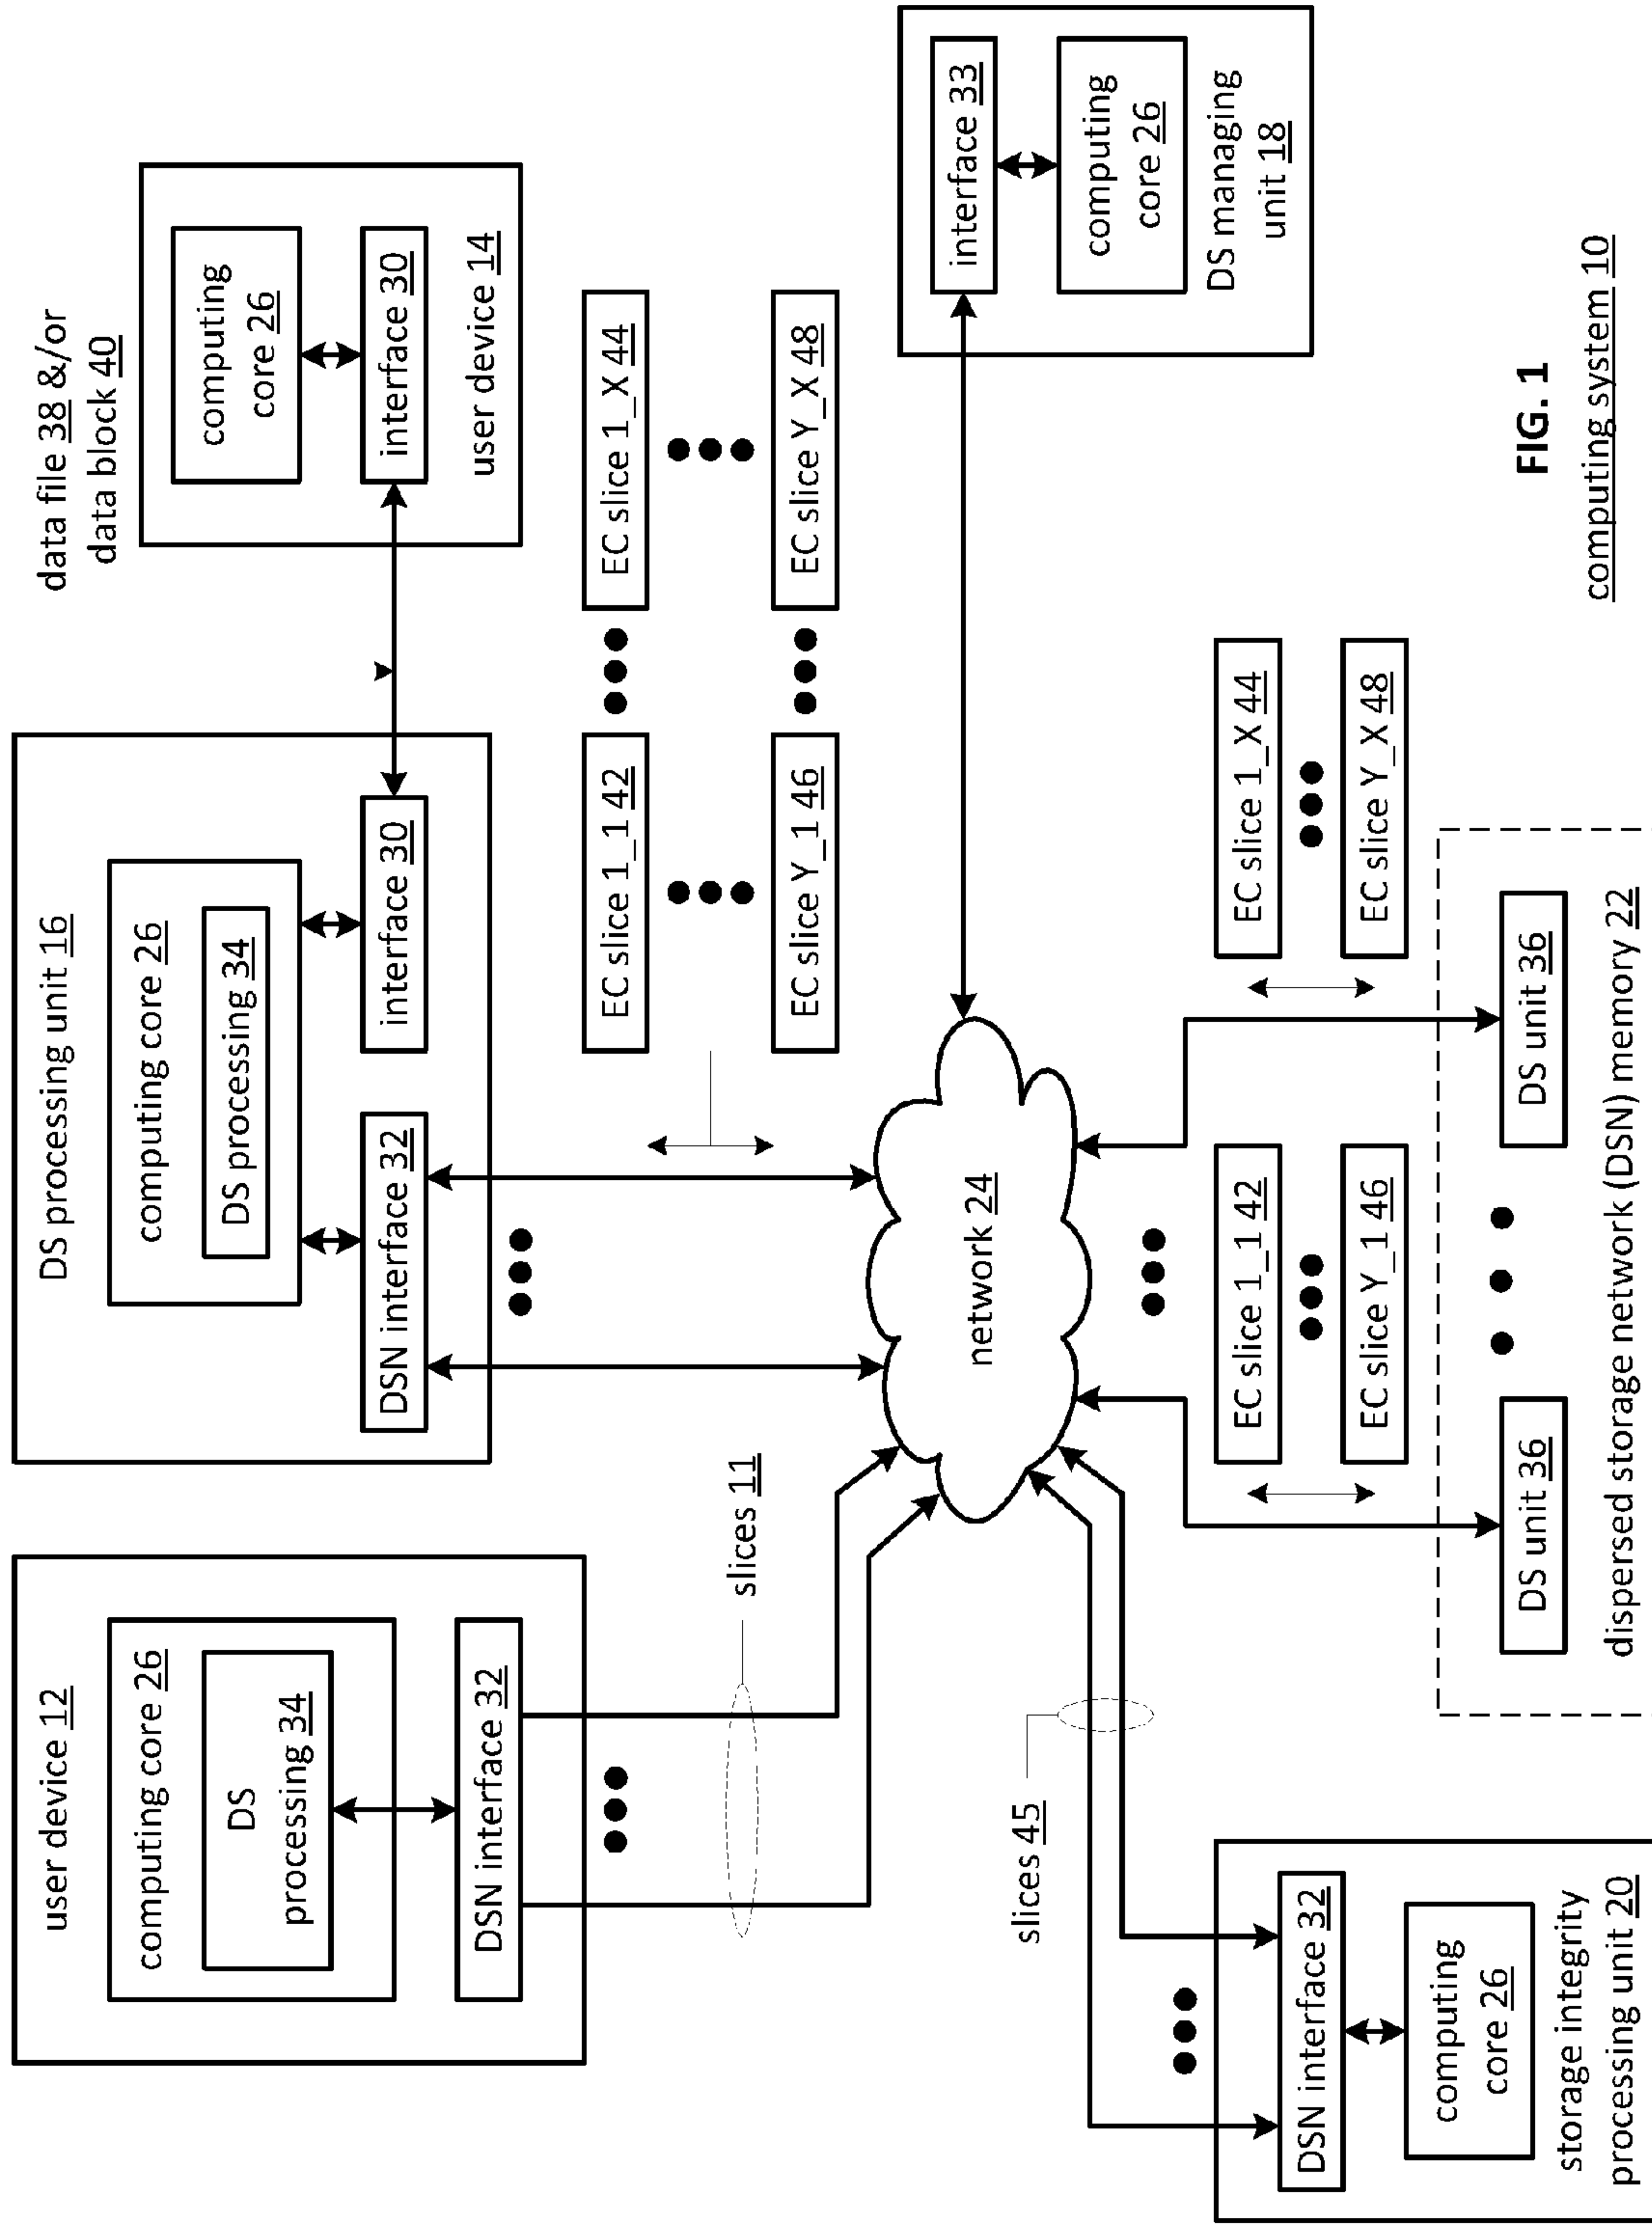 user device 12
computing core 26
DS
processing 34
DSN interface 32
slices 11
DS processing unit 16
computing core 26
DS processing 34
DSN interface 32
interface 30
data file 38 &/or
data block 40
computing
core 26
interface 30
user device 14
EC slice 1_1 42
EC slice 1_X 44
EC slice Y_1 46
EC slice Y_X 48
network 24
interface 33
computing
core 26
DS managing
unit 18
slices 45
DSN interface 32
computing
core 26
storage integrity
processing unit 20
EC slice 1_1 42
EC slice Y_1 46
EC slice 1_X 44
EC slice Y_X 48
DS unit 36
DS unit 36
dispersed storage network (DSN) memory 22
FIG. 1
computing system 10